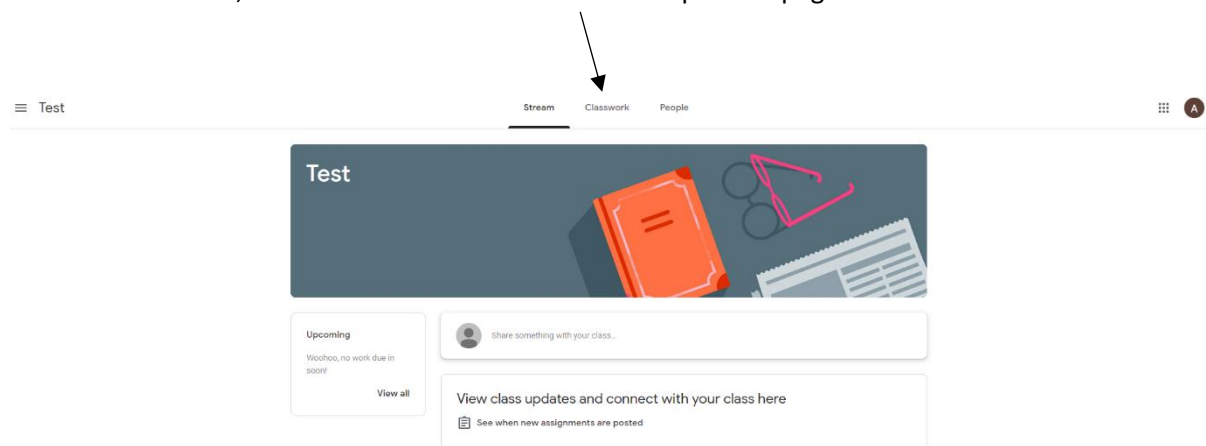 Test
Stream Classwork People
A
Test
Upcoming
Woohoo, no work due in
soon!
View all
Share something with your class...
View class updates and connect with your class here
See when new assignments are posted